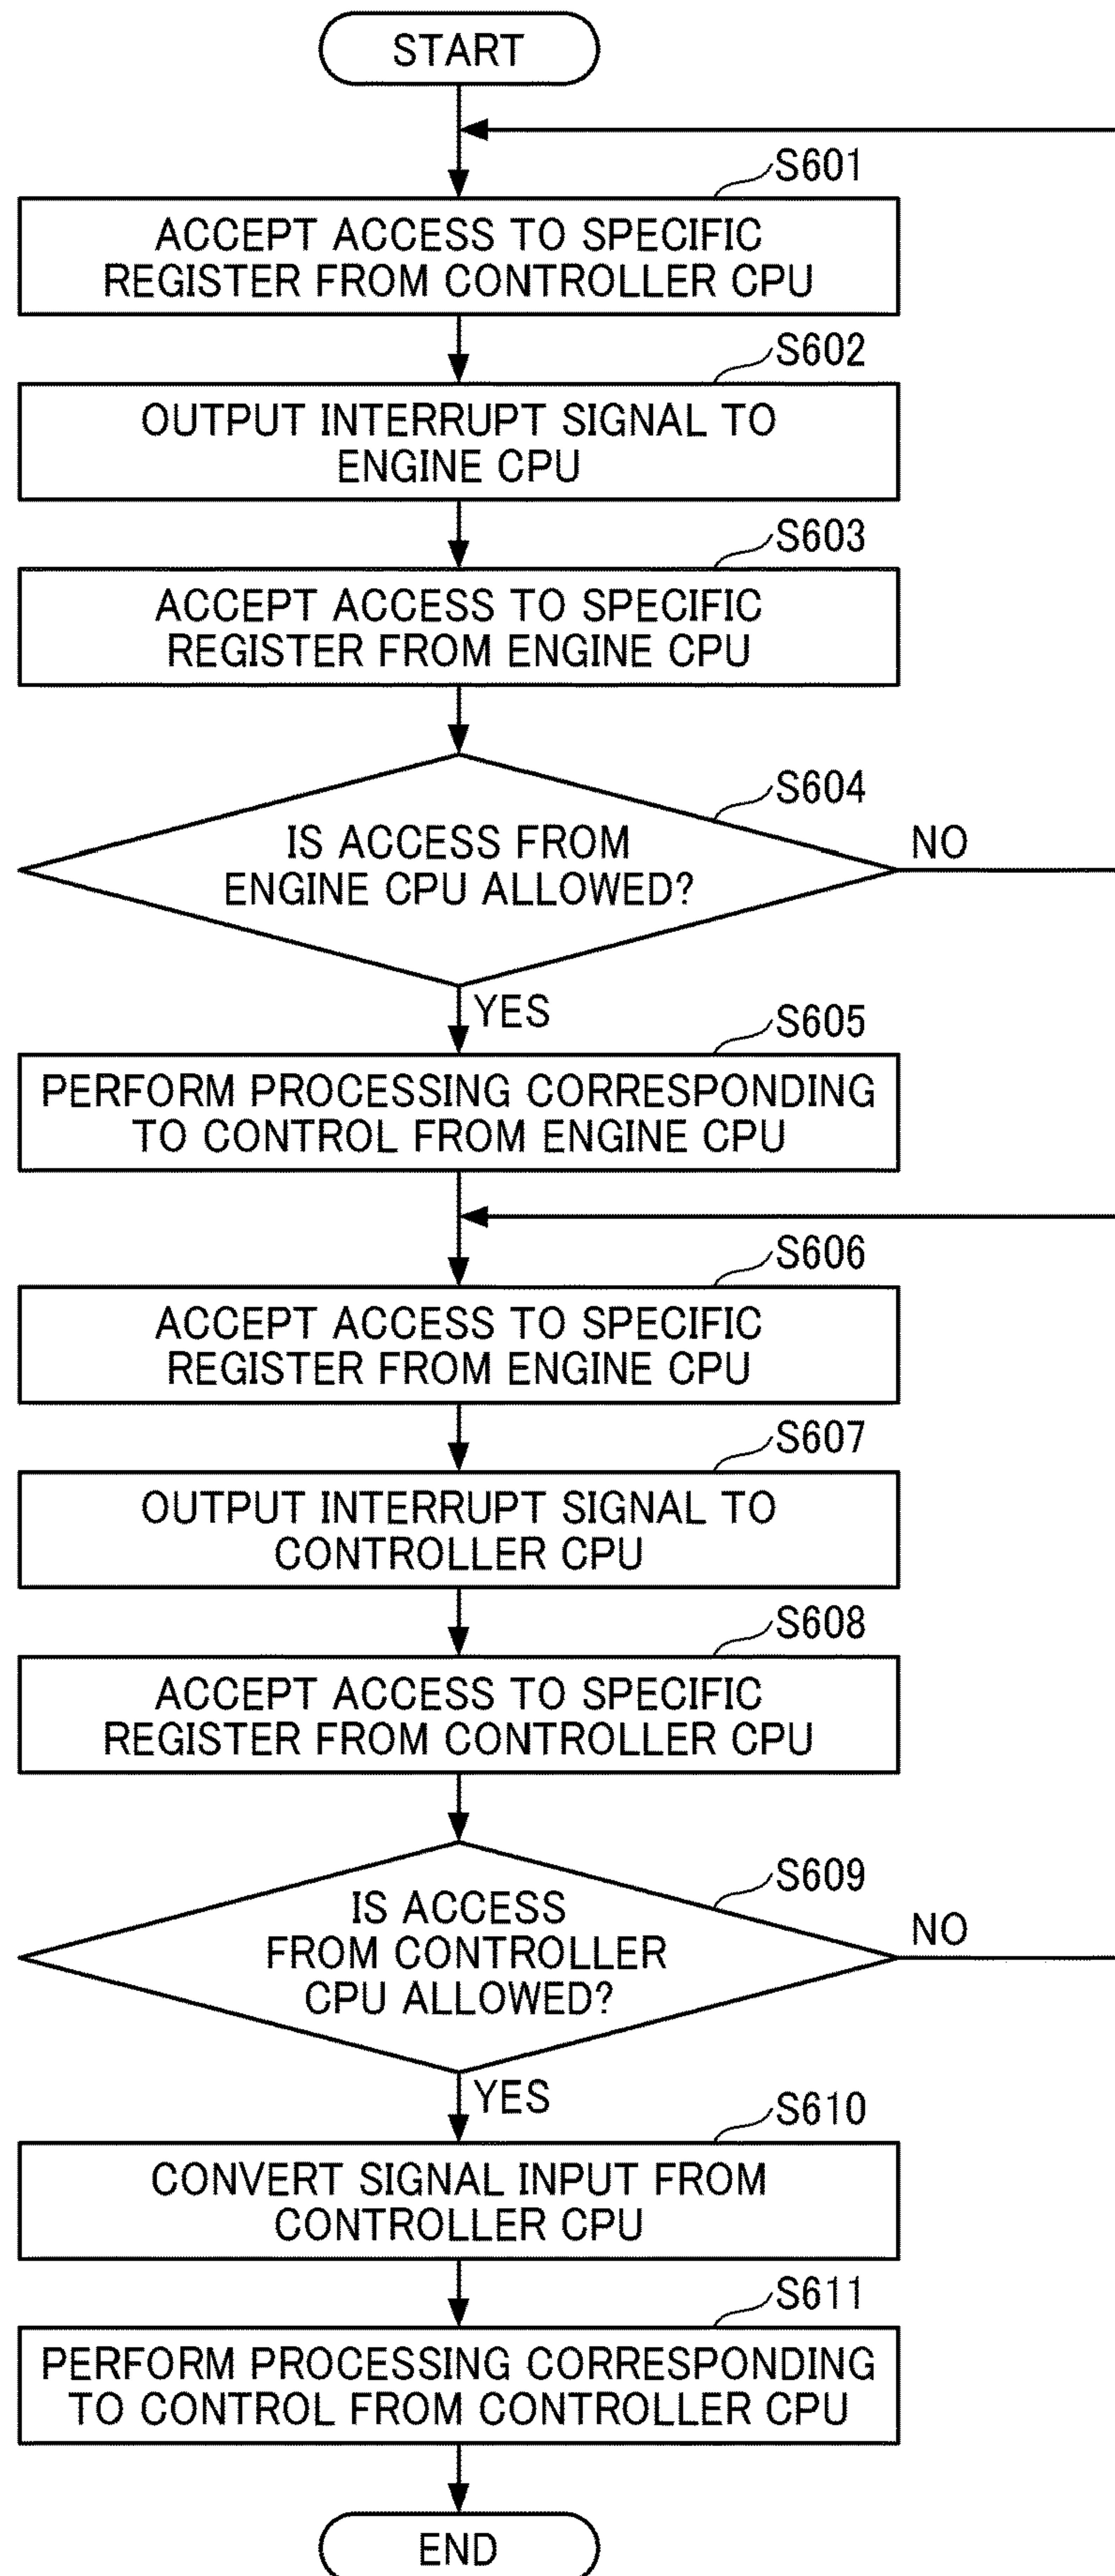 START
S601
ACCEPT ACCESS TO SPECIFIC
REGISTER FROM CONTROLLER CPU
S602
OUTPUT INTERRUPT SIGNAL TO
ENGINE CPU
S603
ACCEPT ACCESS TO SPECIFIC
REGISTER FROM ENGINE CPU
S604
IS ACCESS FROM
ENGINE CPU ALLOWED?
NO
YES
S605
PERFORM PROCESSING CORRESPONDING
TO CONTROL FROM ENGINE CPU
S606
ACCEPT ACCESS TO SPECIFIC
REGISTER FROM ENGINE CPU
S607
OUTPUT INTERRUPT SIGNAL TO
CONTROLLER CPU
S608
ACCEPT ACCESS TO SPECIFIC
REGISTER FROM CONTROLLER CPU
S609
IS ACCESS
FROM CONTROLLER
CPU ALLOWED?
NO
YES
S610
CONVERT SIGNAL INPUT FROM
CONTROLLER CPU
S611
PERFORM PROCESSING CORRESPONDING
TO CONTROL FROM CONTROLLER CPU
END